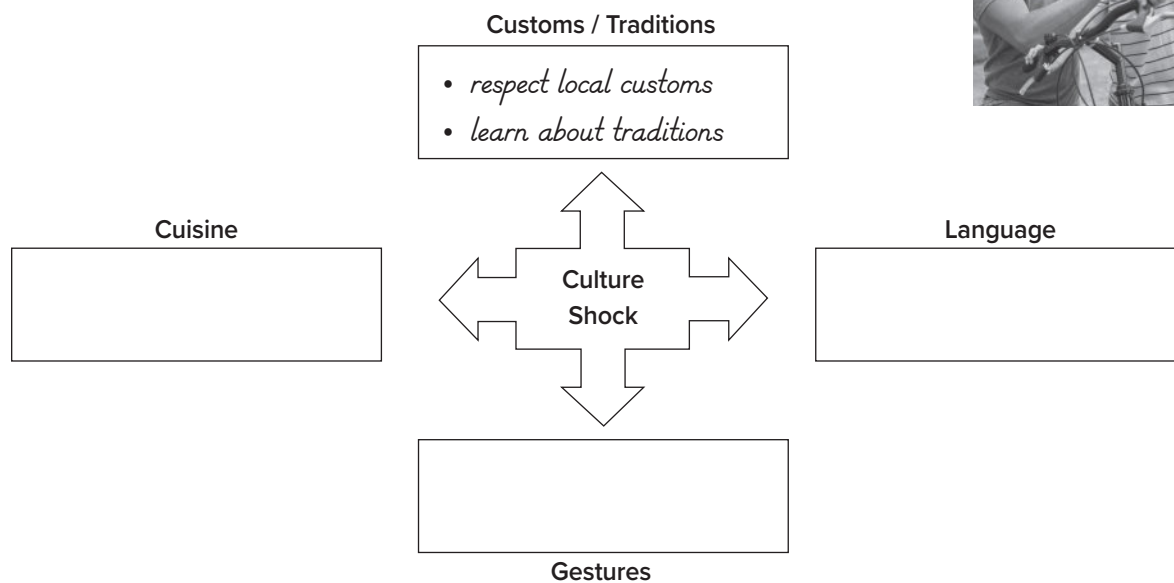 Customs / Traditions
• respect local customs
• learn about traditions
Cuisine
Language
Culture
Shock
Gestures